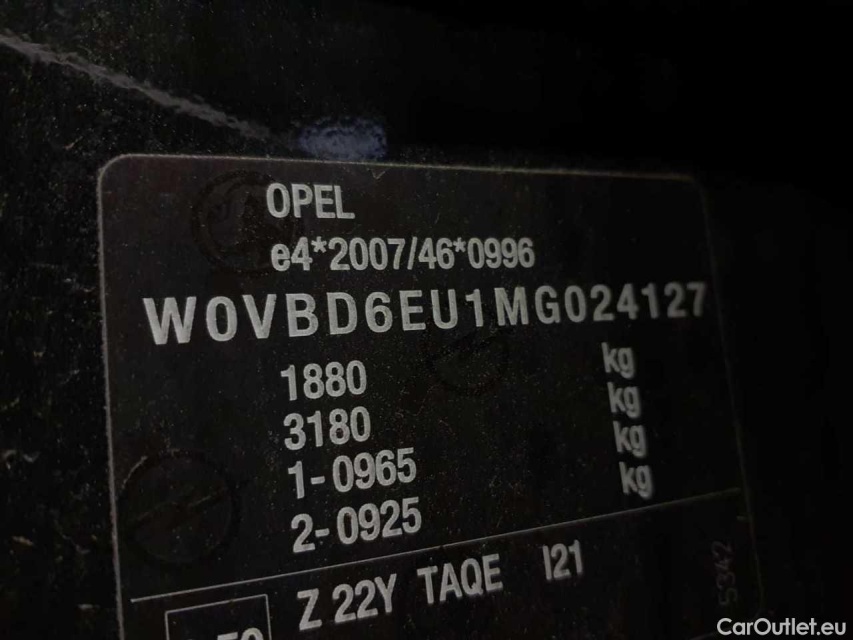 OPEL
e4*2007/46*0996
W0VBD6EU1MG024127
1880 kg
3180 kg
1-0965 kg
2-0925 kg
Z 22Y TAQE I21
S342
CarOutlet.eu